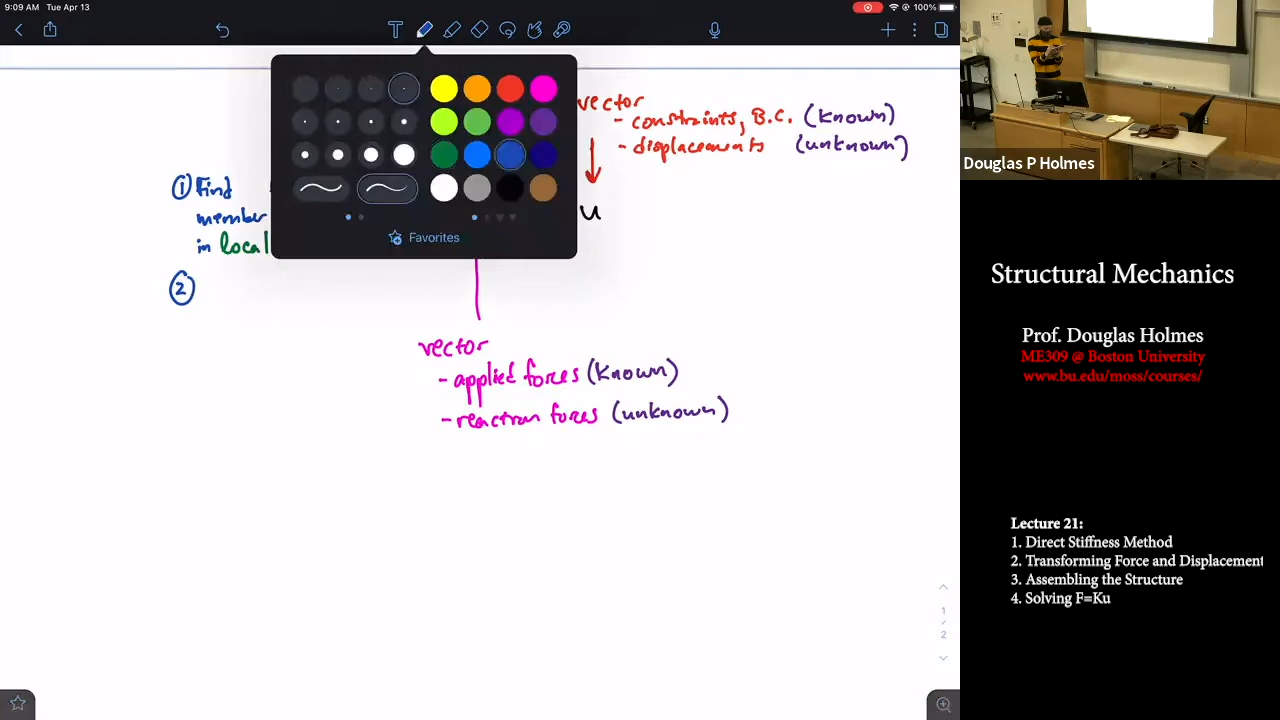 9:09 AM Tue Apr 13
100%
T
Favorites
vector
- constraints, B.C. (known)
- displacements (unknown)
u
① Find
member
in local
②
vector
- applied forces (known)
- reaction forces (unknown)
1
2
Douglas P Holmes
Structural Mechanics
Prof. Douglas Holmes
ME309 @ Boston University
www.bu.edu/moss/courses/
Lecture 21:
1. Direct Stiffness Method
2. Transforming Force and Displacement
3. Assembling the Structure
4. Solving F=Ku